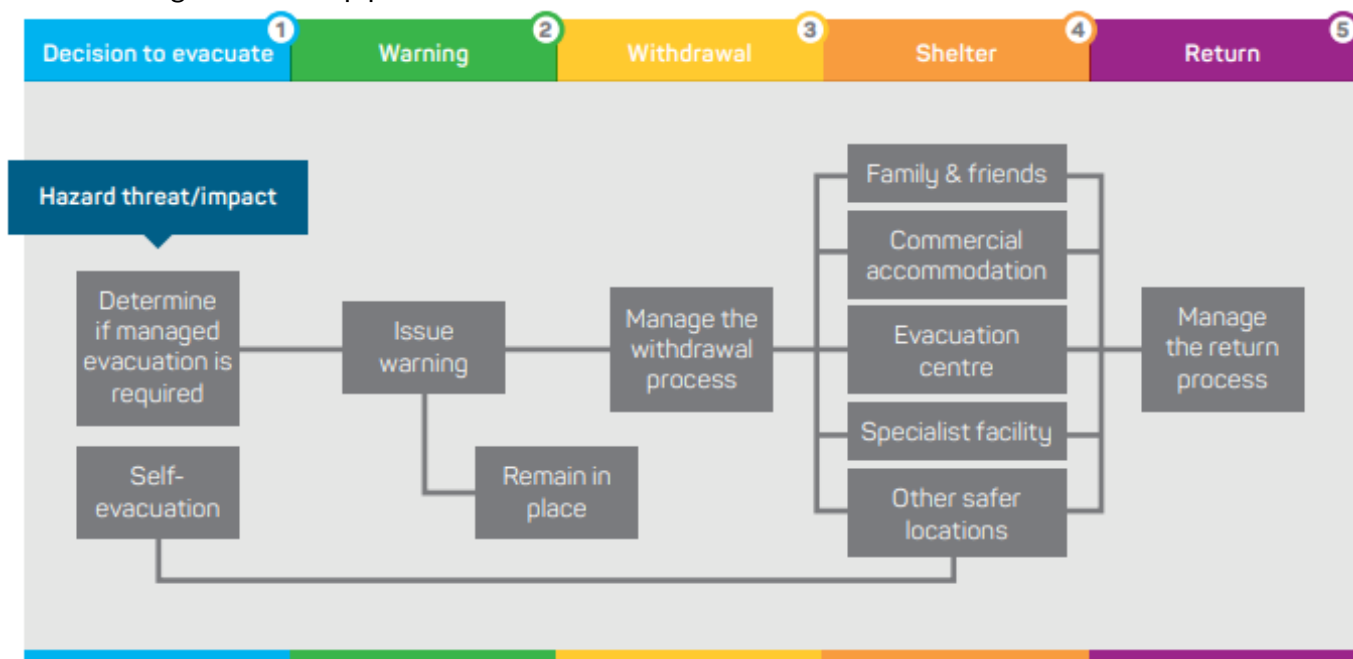 Decision to evacuate 1
Warning 2
Withdrawal 3
Shelter 4
Return 5
Hazard threat/impact
Determine
if managed
evacuation is
required
Self-
evacuation
Issue
warning
Remain in
place
Manage the
withdrawal
process
Family & friends
Commercial
accommodation
Evacuation
centre
Specialist facility
Other safer
locations
Manage
the return
process